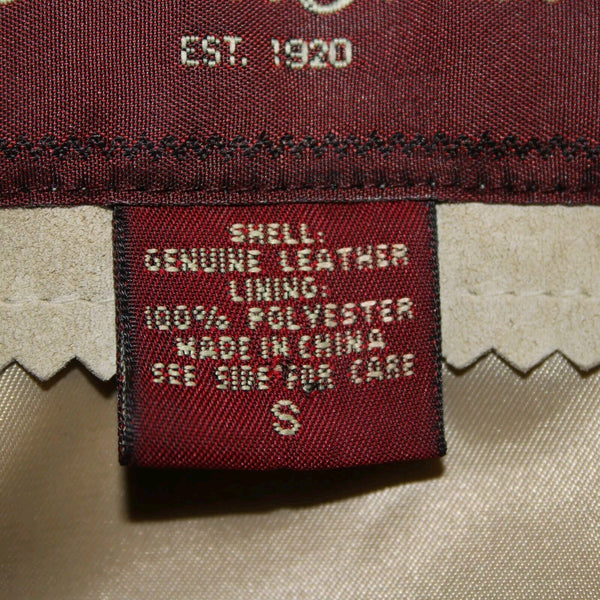 EST. 1920
SHELL:
GENUINE LEATHER
LINING:
100% POLYESTER
MADE IN CHINA
SEE SIDE FOR CARE
S